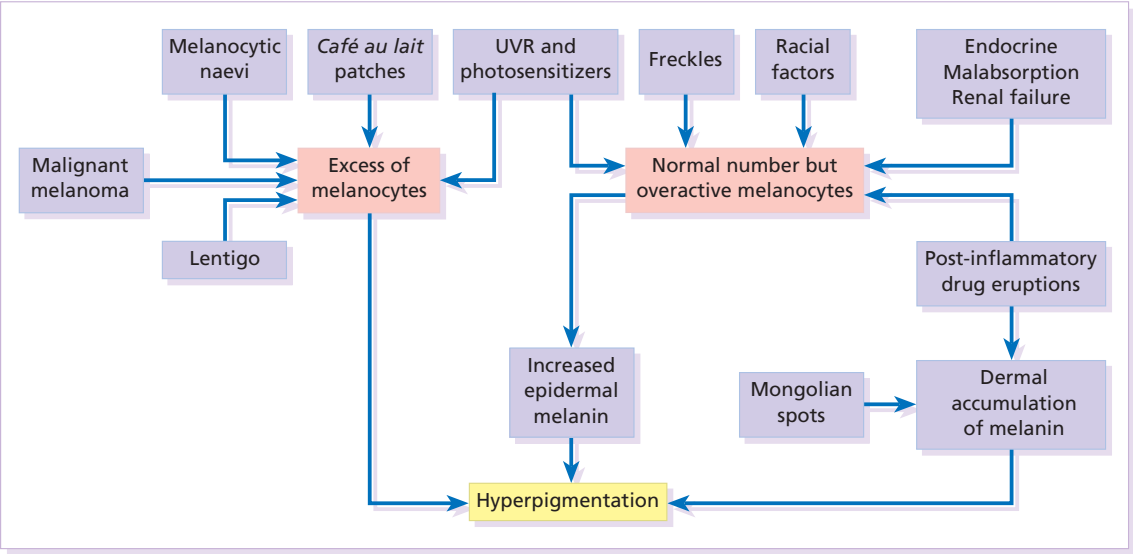 Melanocytic
naevi
Café au lait
patches
UVR and
photosensitizers
Freckles
Racial
factors
Endocrine
Malabsorption
Renal failure
Malignant
melanoma
Excess of
melanocytes
Normal number but
overactive melanocytes
Lentigo
Post-inflammatory
drug eruptions
Increased
epidermal
melanin
Mongolian
spots
Dermal
accumulation
of melanin
Hyperpigmentation